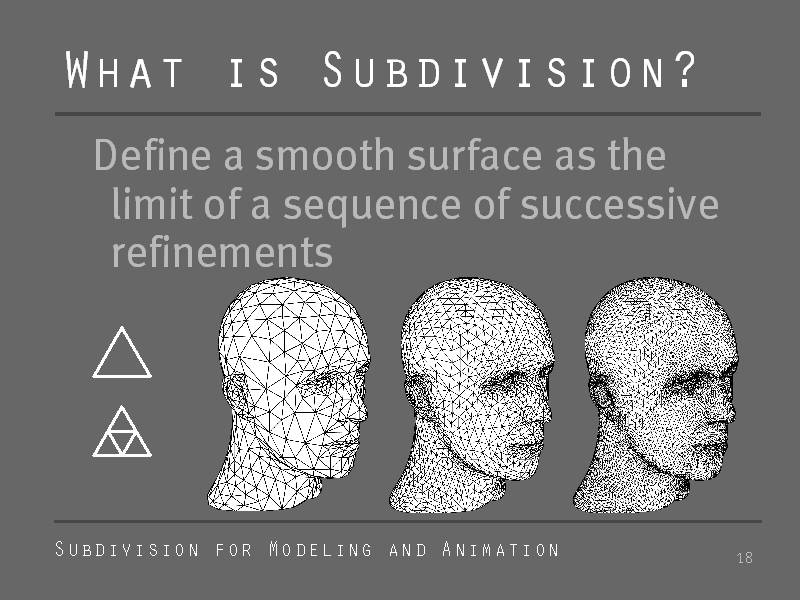 What is Subdivision?
Define a smooth surface as the
limit of a sequence of successive
refinements
Subdivision for Modeling and Animation
18